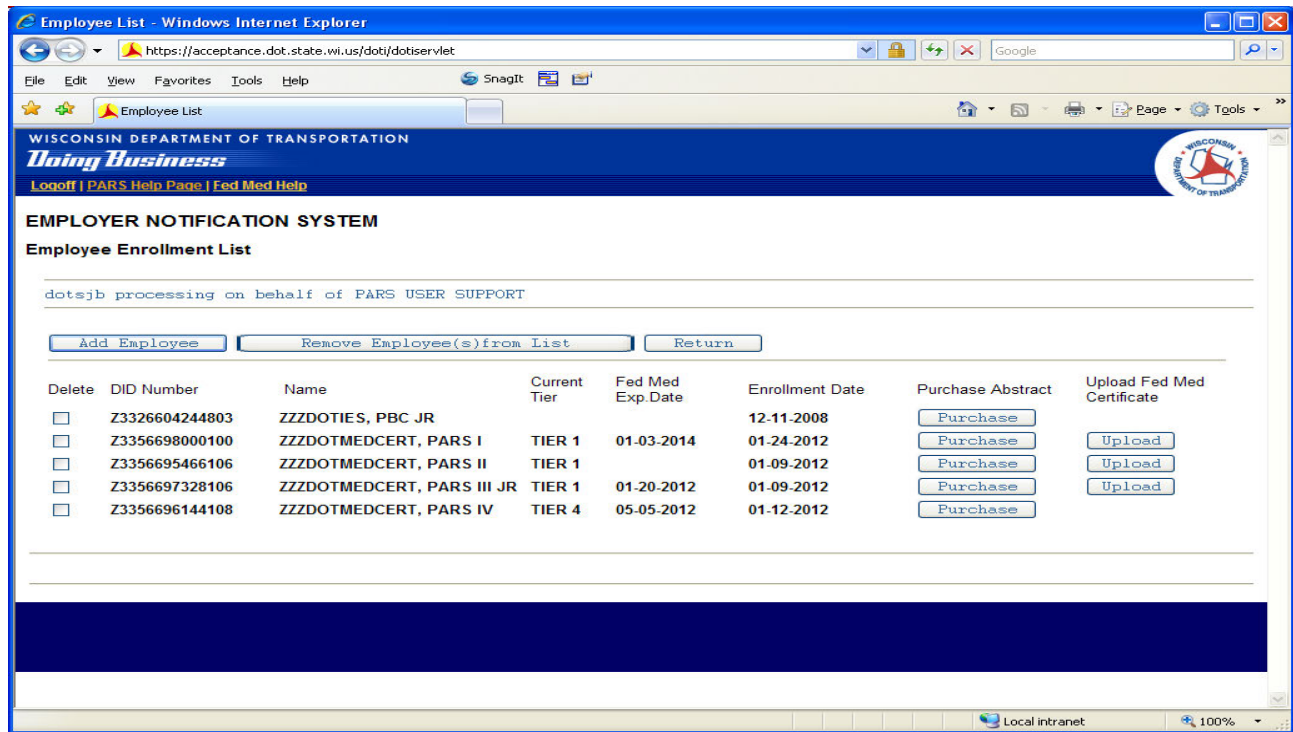 Employee List - Windows Internet Explorer
https://acceptance.dot.state.wi.us/doti/dotiservlet
Google
File Edit View Favorites Tools Help
SnagIt
Employee List
Page Tools »
WISCONSIN DEPARTMENT OF TRANSPORTATION
Doing Business
Logoff | PARS Help Page | Fed Med Help
WISCONSIN DEPARTMENT OF TRANSPORTATION
EMPLOYER NOTIFICATION SYSTEM
Employee Enrollment List
dotsjb processing on behalf of PARS USER SUPPORT
Add Employee Remove Employee(s)from List Return
Delete DID Number Name Current Tier Fed Med Exp.Date Enrollment Date Purchase Abstract Upload Fed Med Certificate
Z3326604244803 ZZZDOTIES, PBC JR 12-11-2008 Purchase
Z3356698000100 ZZZDOTMEDCERT, PARS I TIER 1 01-03-2014 01-24-2012 Purchase Upload
Z3356695466106 ZZZDOTMEDCERT, PARS II TIER 1 01-09-2012 Purchase Upload
Z3356697328106 ZZZDOTMEDCERT, PARS III JR TIER 1 01-20-2012 01-09-2012 Purchase Upload
Z3356696144108 ZZZDOTMEDCERT, PARS IV TIER 4 05-05-2012 01-12-2012 Purchase
Local intranet 100%